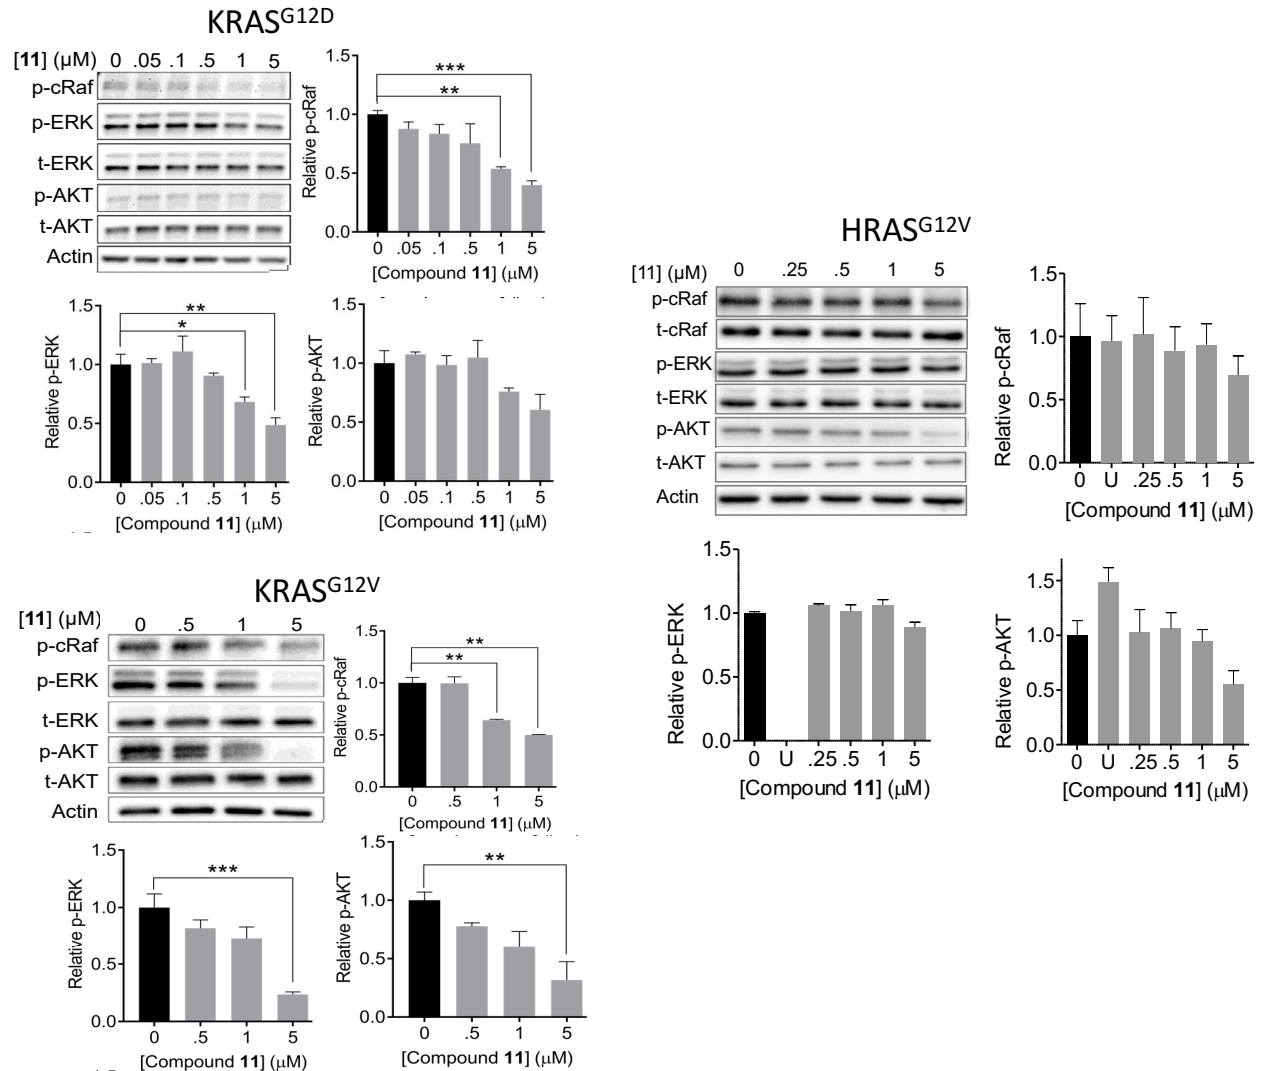 KRASG12D
[11] (μM) 0 .05 .1 .5 1 5
p-cRaf
p-ERK
t-ERK
p-AKT
t-AKT
Actin
Relative p-cRaf
1.5
1.0
0.5
0.0
***
**
0 .05 .1 .5 1 5
[Compound 11] (μM)
Relative p-ERK
1.5
1.0
0.5
0.0
**
*
0 .05 .1 .5 1 5
[Compound 11] (μM)
Relative p-AKT
1.5
1.0
0.5
0.0
0 .05 .1 .5 1 5
[Compound 11] (μM)
KRASG12V
[11] (μM) 0 .5 1 5
p-cRaf
p-ERK
t-ERK
p-AKT
t-AKT
Actin
Relative p-cRaf
1.5
1.0
0.5
0.0
**
**
0 .5 1 5
[Compound 11] (μM)
Relative p-ERK
1.5
1.0
0.5
0.0
***
0 .5 1 5
[Compound 11] (μM)
Relative p-AKT
1.5
1.0
0.5
0.0
**
0 .5 1 5
[Compound 11] (μM)
HRASG12V
[11] (μM) 0 .25 .5 1 5
p-cRaf
t-cRaf
p-ERK
t-ERK
p-AKT
t-AKT
Actin
Relative p-cRaf
1.5
1.0
0.5
0.0
0 U .25 .5 1 5
[Compound 11] (μM)
Relative p-ERK
1.5
1.0
0.5
0.0
0 U .25 .5 1 5
[Compound 11] (μM)
Relative p-AKT
1.5
1.0
0.5
0.0
0 U .25 .5 1 5
[Compound 11] (μM)